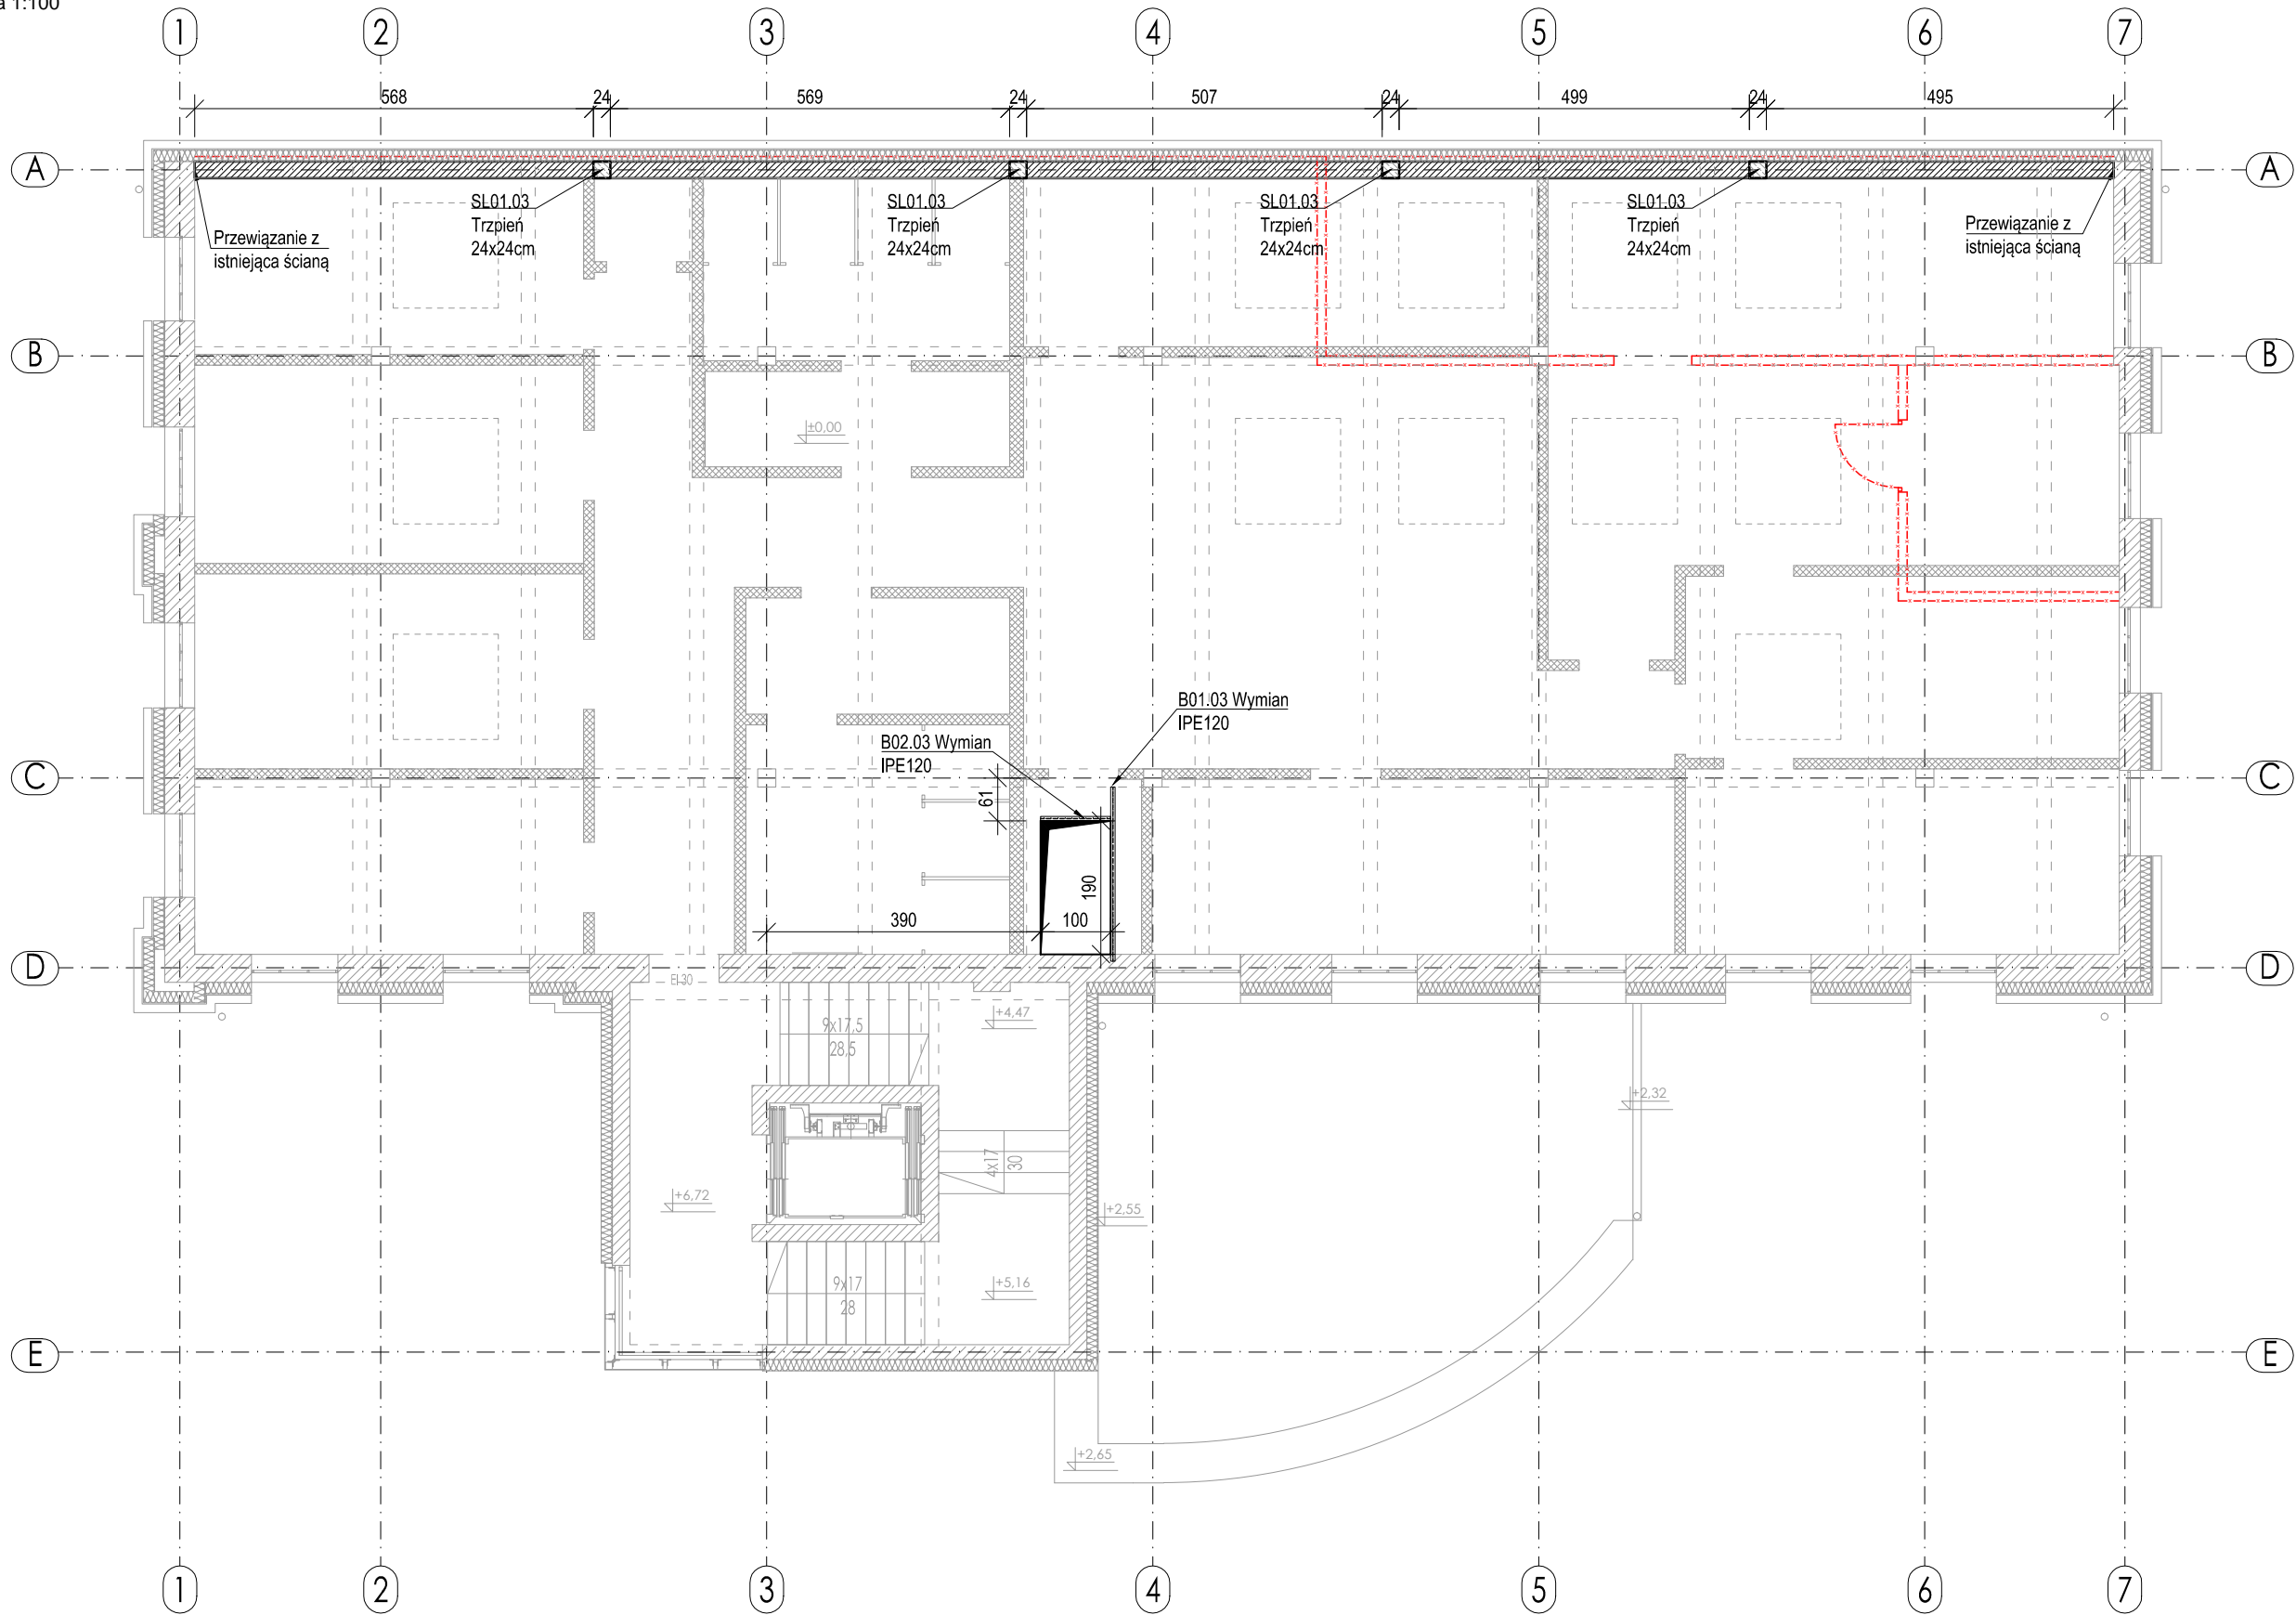 a 1:100
1 2 3 4 5 6 7
568 24 569 24 507 24 499 24 495
A A
SL01.03
Trzpień
24x24cm
SL01.03
Trzpień
24x24cm
SL01.03
Trzpień
24x24cm
SL01.03
Trzpień
24x24cm
Przewiązanie z
istniejąca ścianą
Przewiązanie z
istniejąca ścianą
B B
±0,00
B01.03 Wymian
IPE120
B02.03 Wymian
IPE120
C C
61
190
390 100
D D
EI30
+4,47
9x17,5
28,5
+2,32
4x17
30
+6,72
+2,55
+5,16
9x17
28
E E
+2,65
1 2 3 4 5 6 7